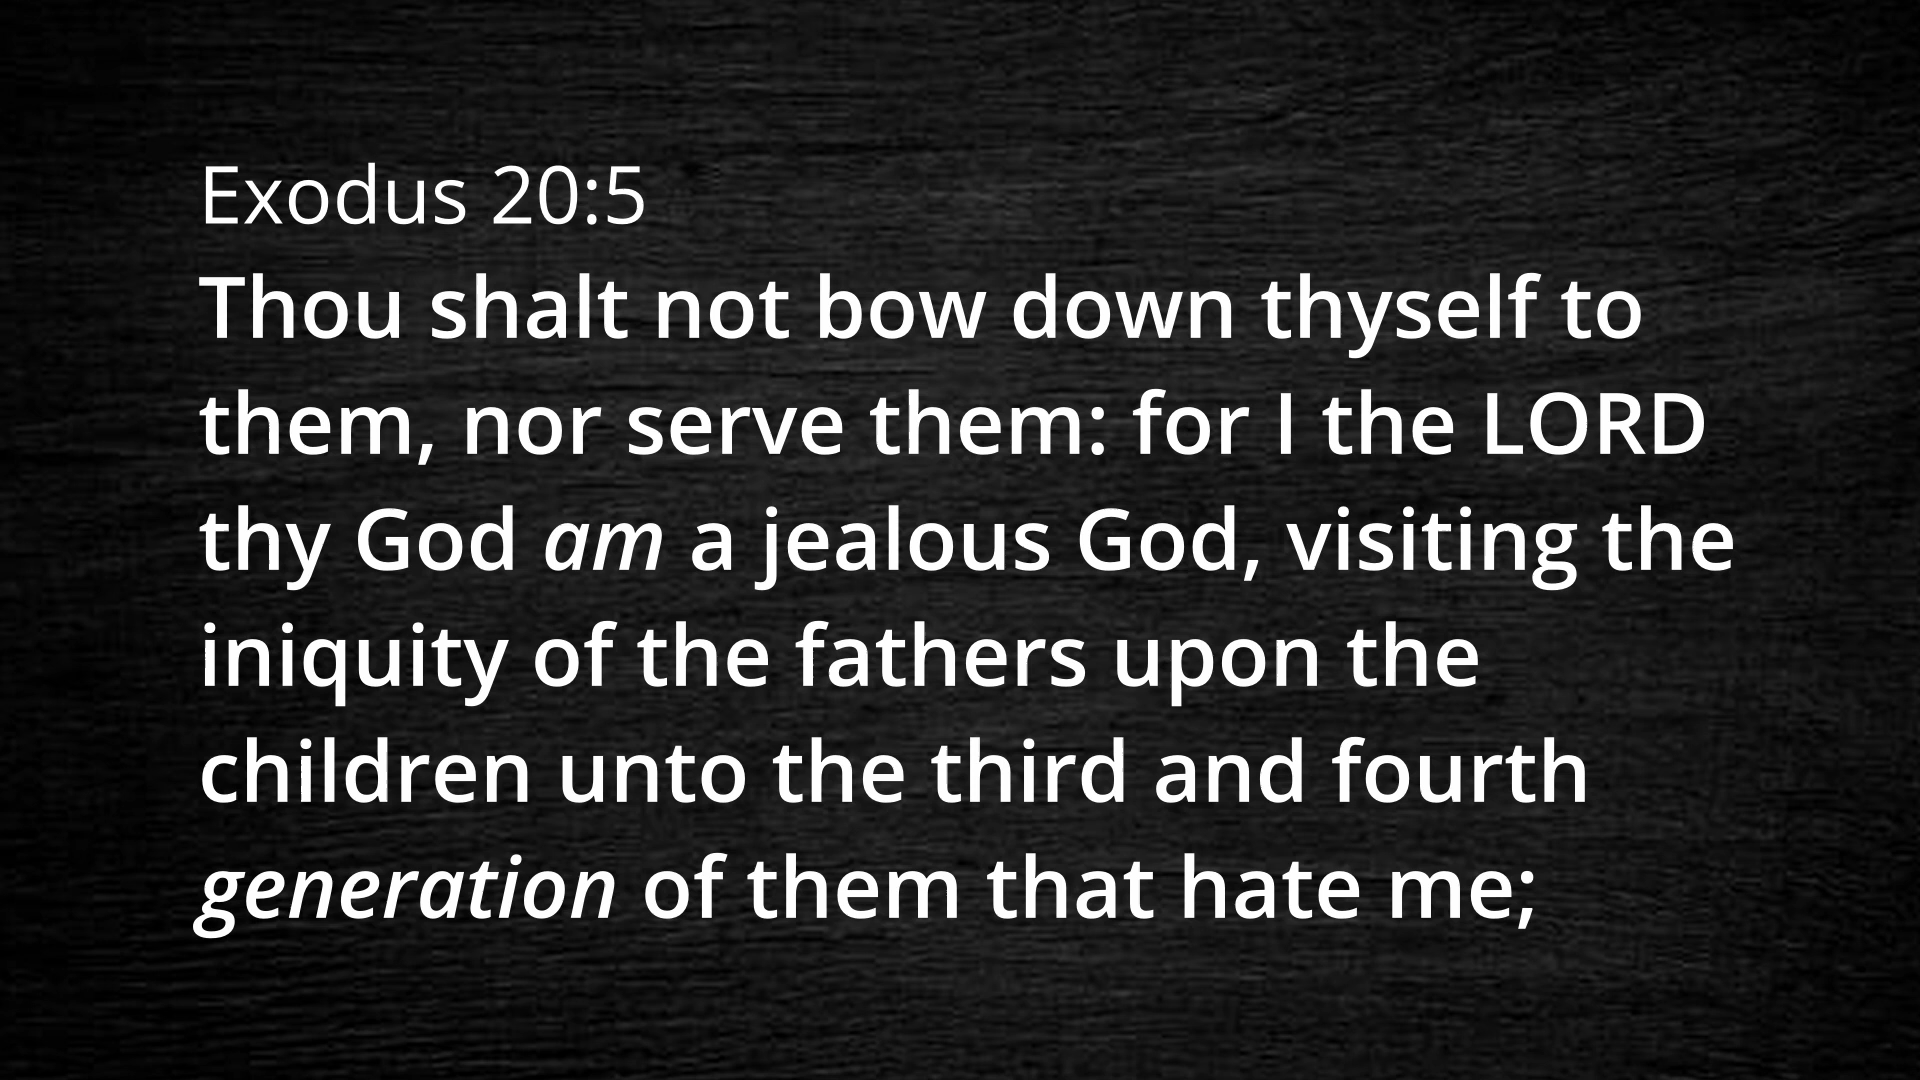 Exodus 20:5
Thou shalt not bow down thyself to
them, nor serve them: for I the LORD
thy God am a jealous God, visiting the
iniquity of the fathers upon the
children unto the third and fourth
generation of them that hate me;